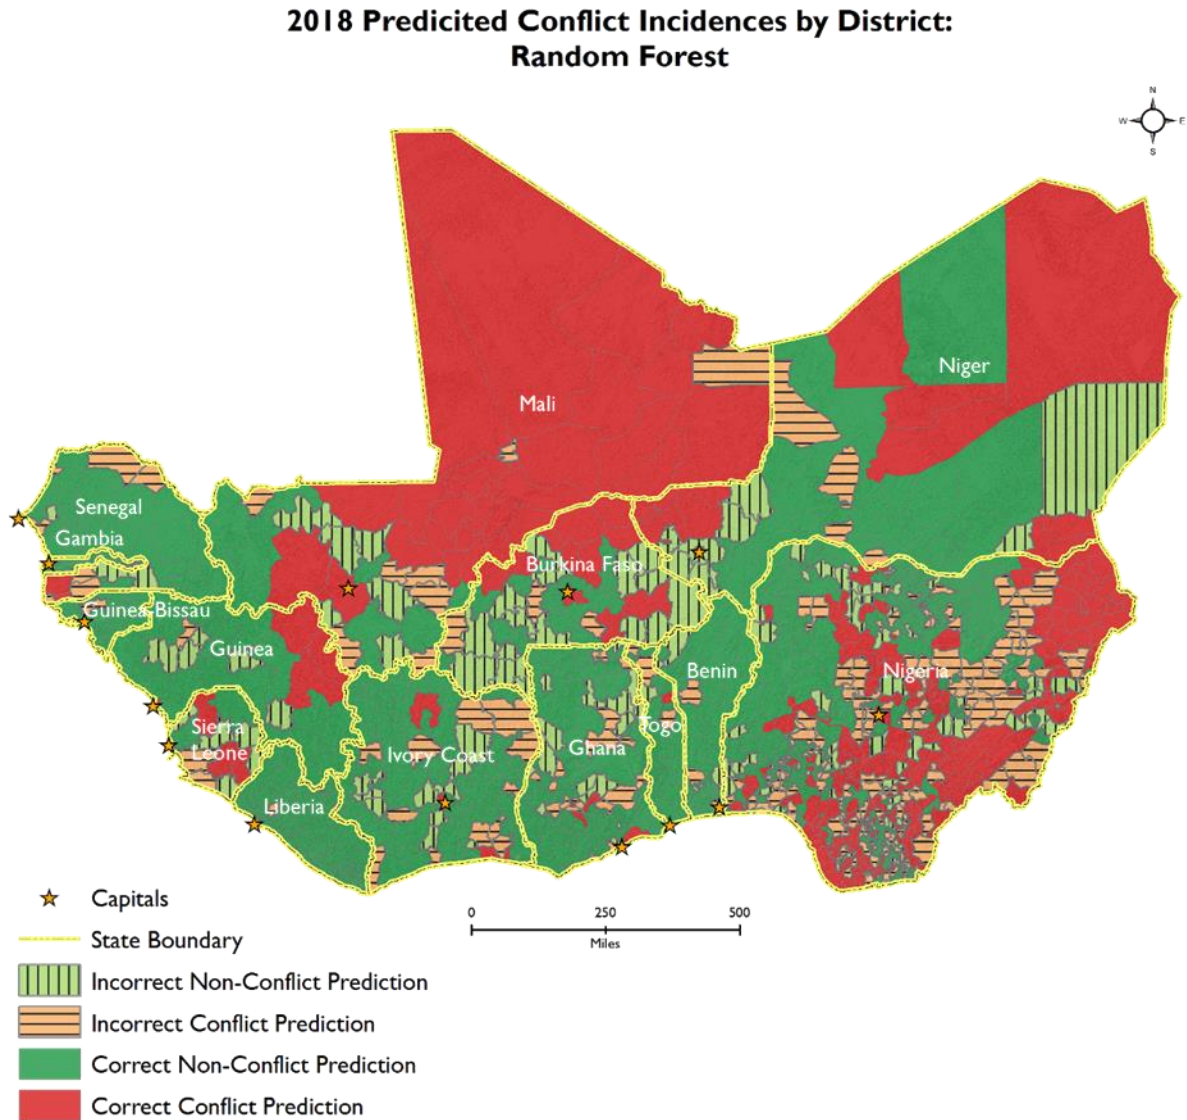 2018 Predicited Conflict Incidences by District:
Random Forest
N
W
E
S
Niger
Mali
Senegal
Gambia
Burkina Faso
Guinea-Bissau
Guinea
Benin
Nigeria
Sierra
Leone
Togo
Ghana
Ivory Coast
Liberia
Capitals
State Boundary
Incorrect Non-Conflict Prediction
Incorrect Conflict Prediction
Correct Non-Conflict Prediction
Correct Conflict Prediction
0 250 500
Miles